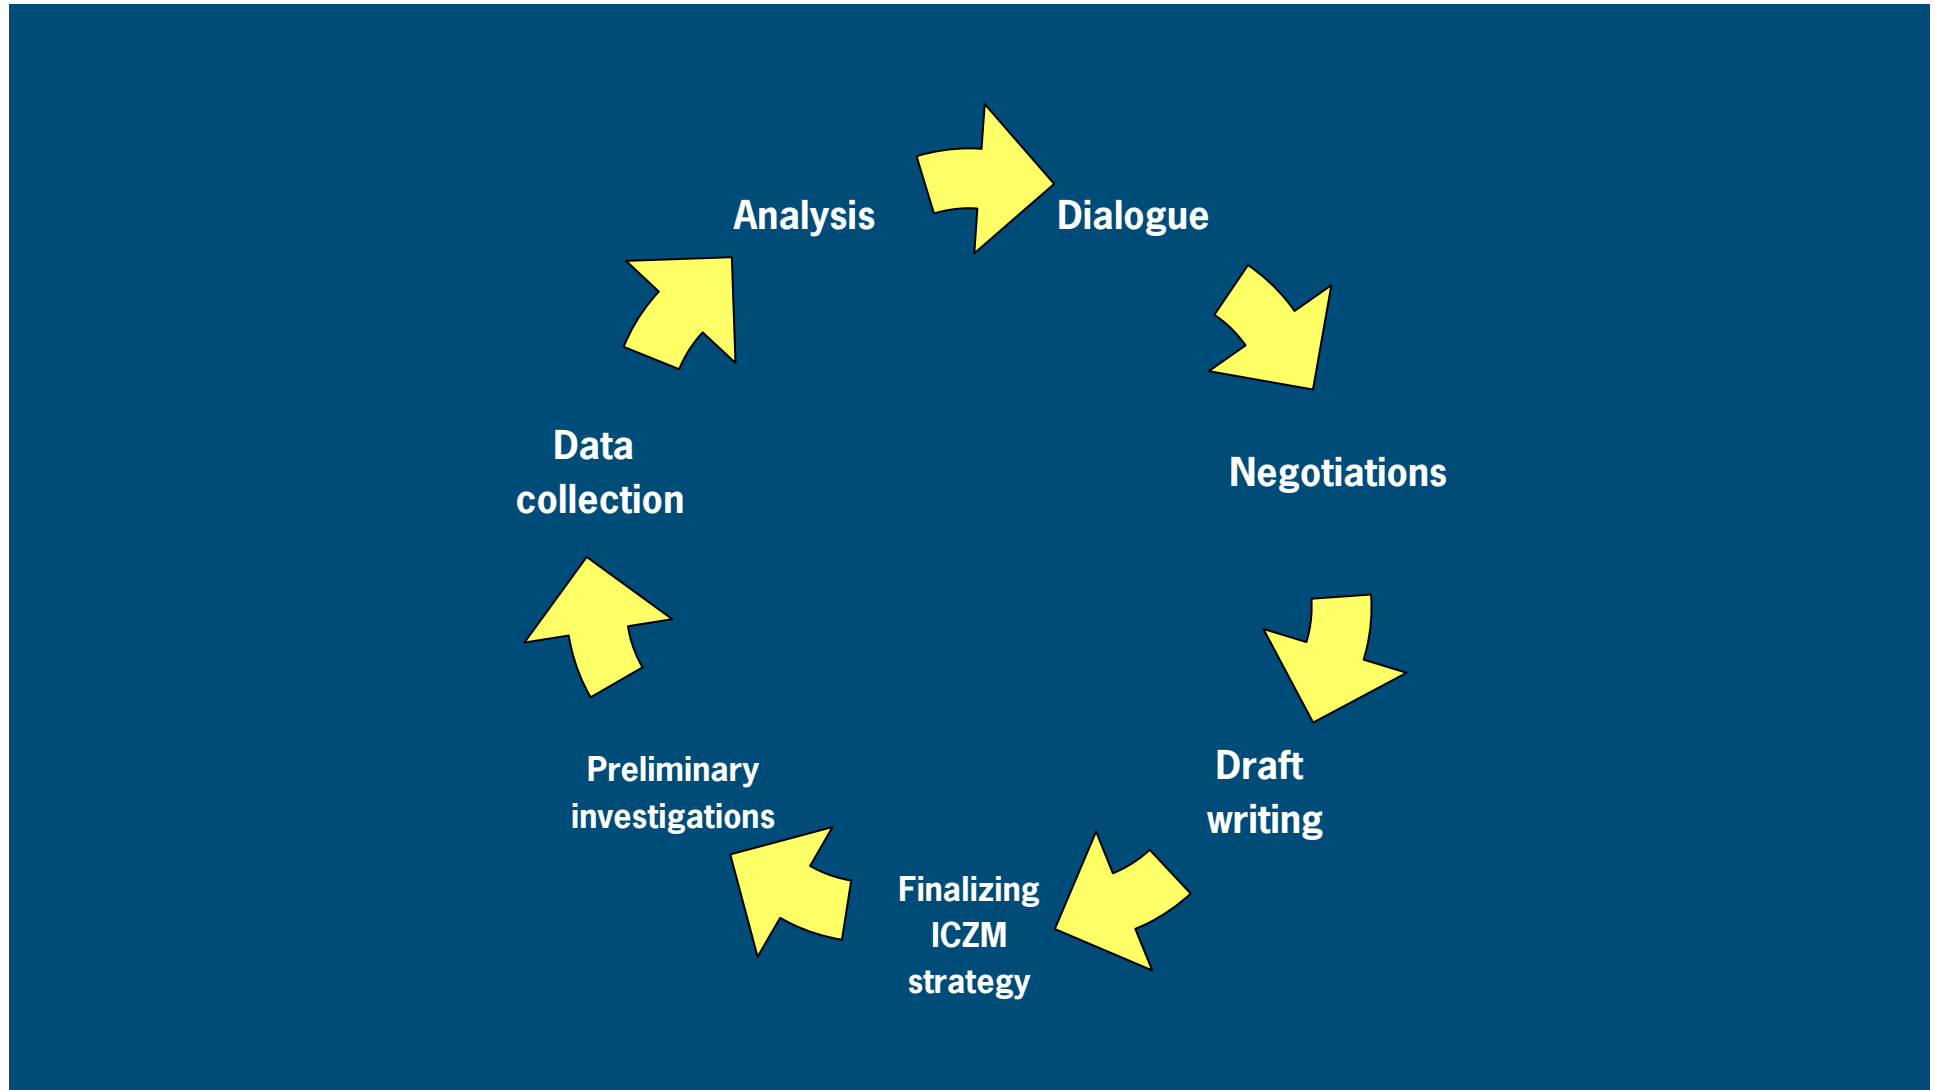 Analysis
Dialogue
Data
collection
Negotiations
Preliminary
investigations
Draft
writing
Finalizing
ICZM
strategy